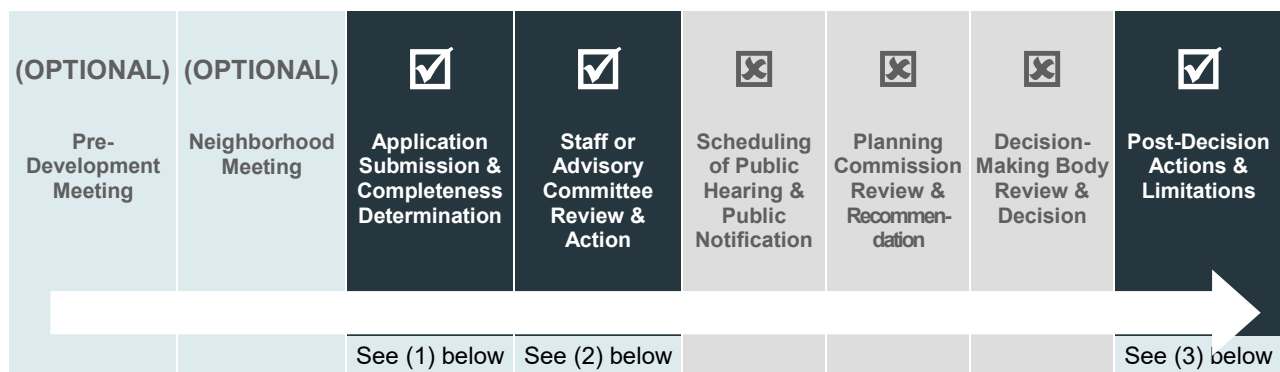 (OPTIONAL)
Pre-
Development
Meeting
(OPTIONAL)
Neighborhood
Meeting
Application
Submission &
Completeness
Determination
See (1) below
Staff or
Advisory
Committee
Review &
Action
See (2) below
Scheduling
of Public
Hearing &
Public
Notification
Planning
Commission
Review &
Recommen-
dation
Decision-
Making Body
Review &
Decision
Post-Decision
Actions &
Limitations
See (3) below